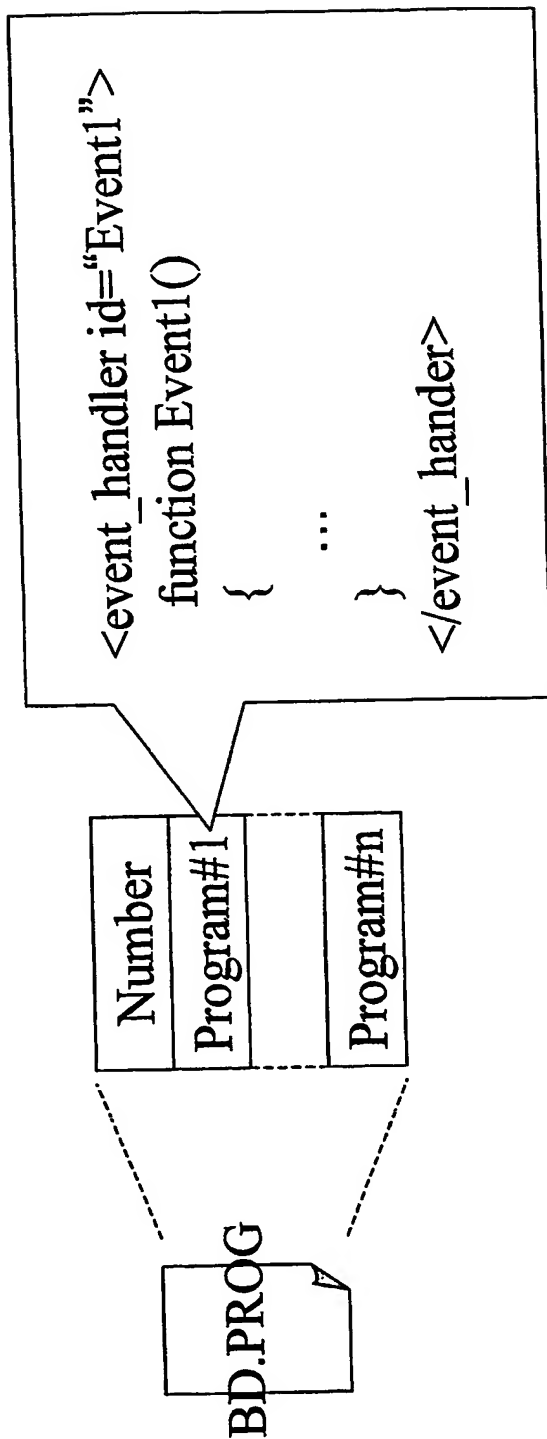 BD.PROG
Number
Program#1
Program#n
<event_handler id=“Event1”>
function Event1()
{
...
}
</event_hander>